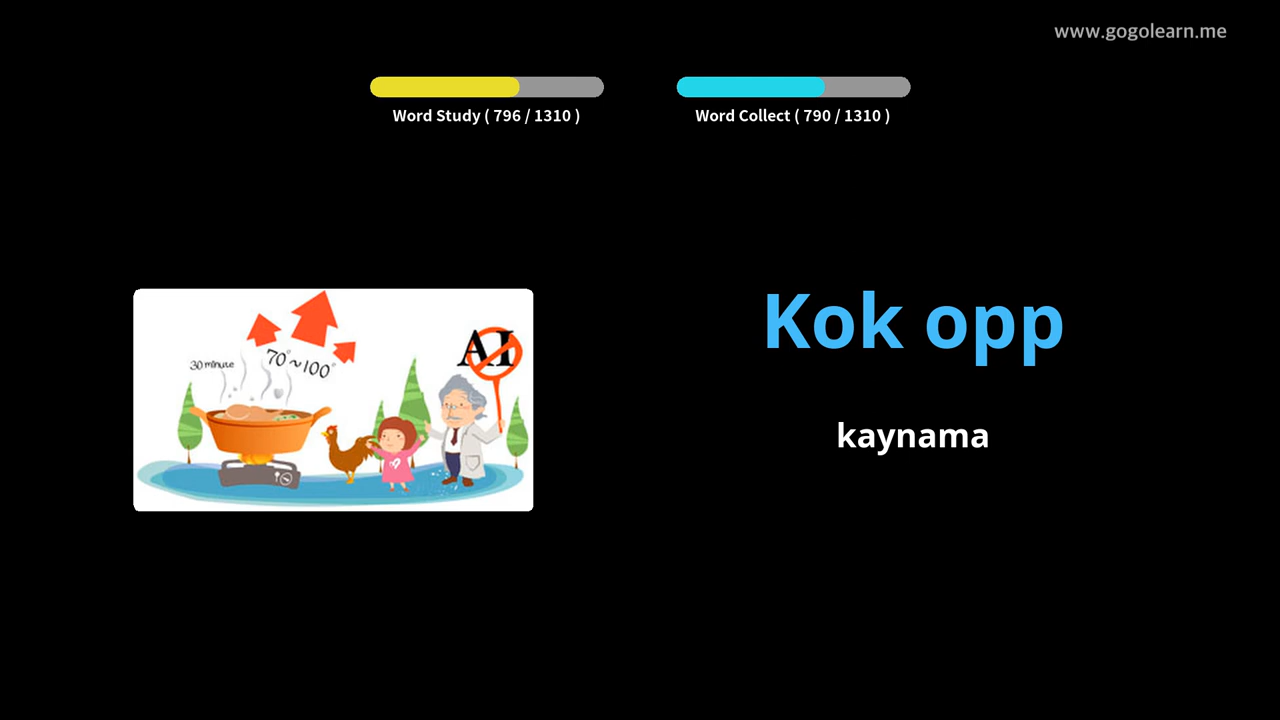 www.gogolearn.me
Word Study ( 796 / 1310 )
Word Collect ( 790 / 1310 )
30 minute
70°~100°
AI
Kok opp
kaynama